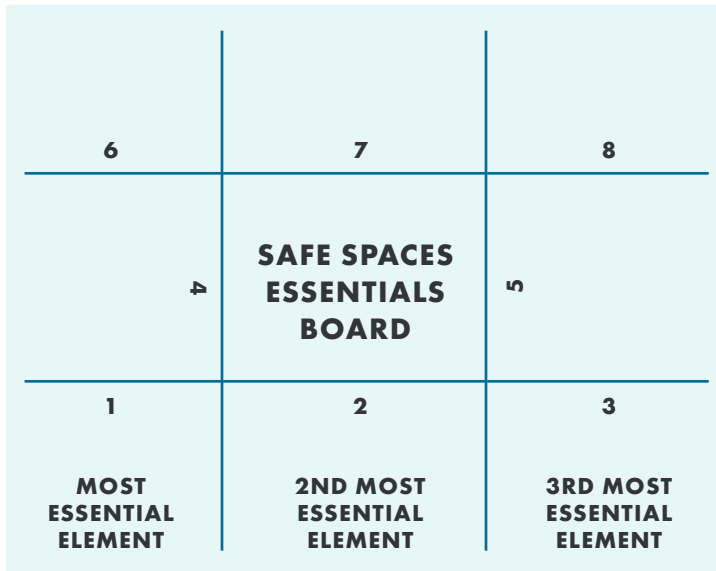 6 7 8
SAFE SPACES
ESSENTIALS
BOARD
4 5
1 2 3
MOST
ESSENTIAL
ELEMENT
2ND MOST
ESSENTIAL
ELEMENT
3RD MOST
ESSENTIAL
ELEMENT